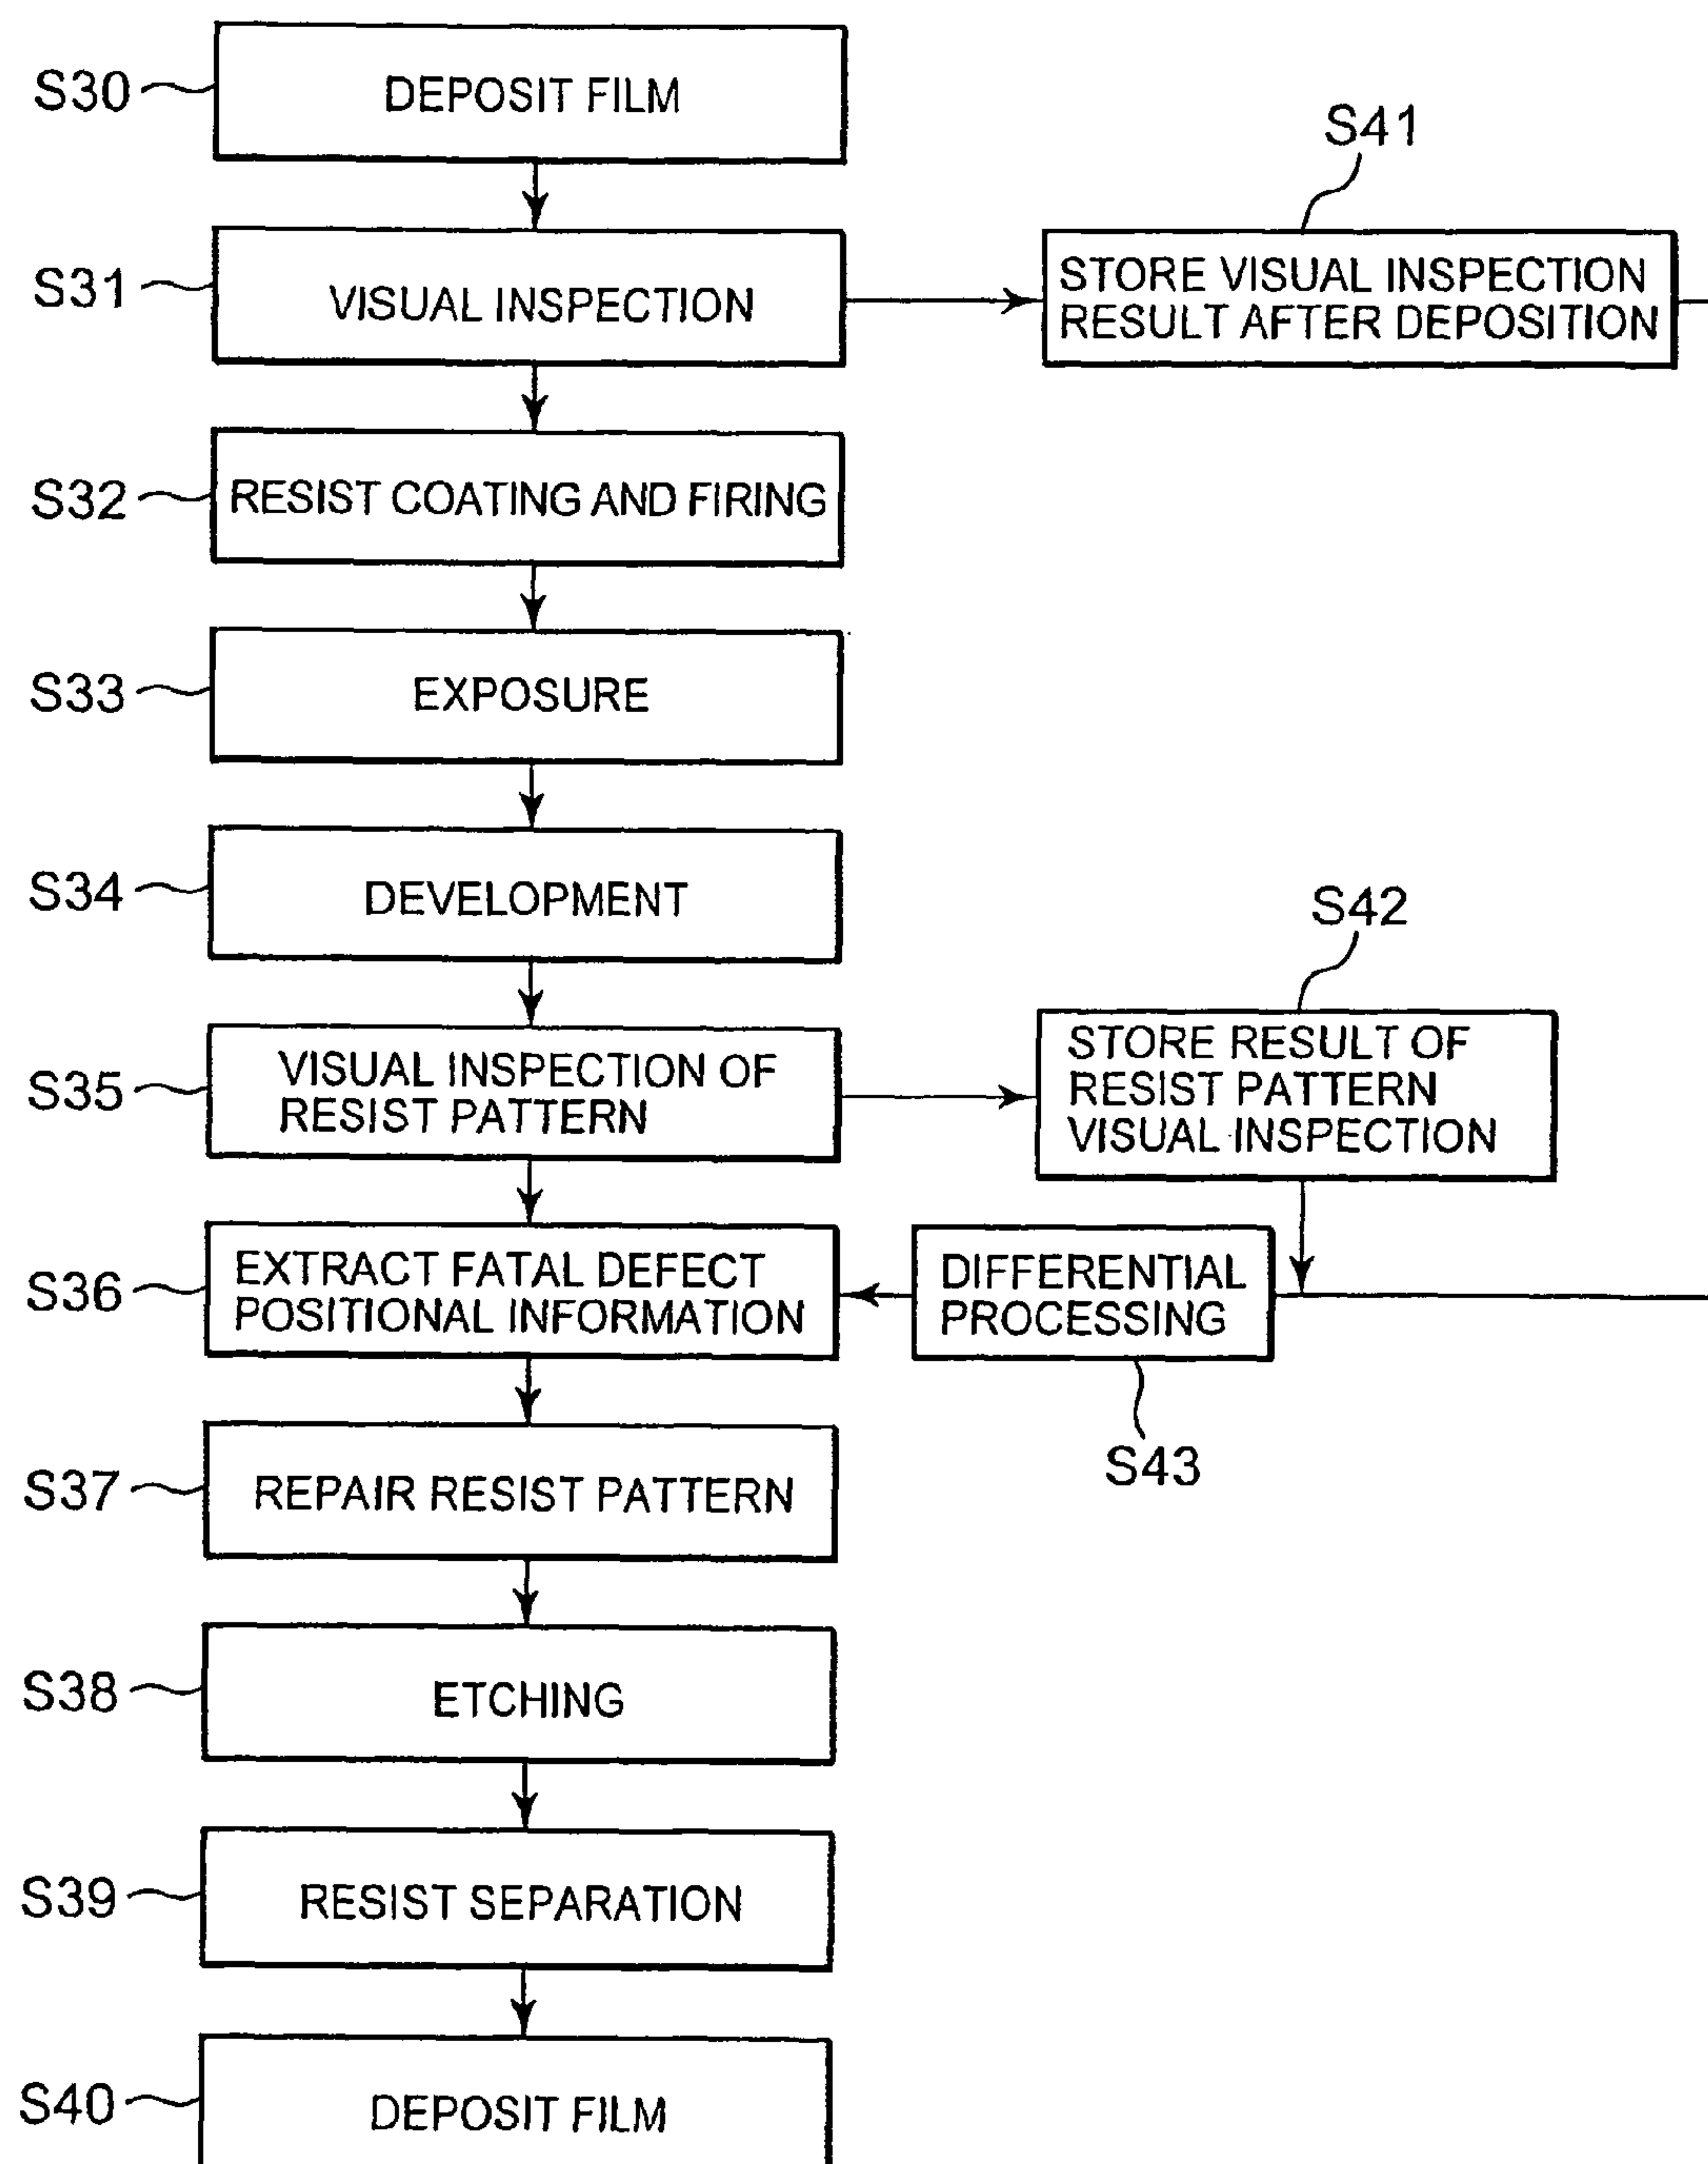 S30
DEPOSIT FILM
S41
S31
VISUAL INSPECTION
STORE VISUAL INSPECTION
RESULT AFTER DEPOSITION
S32
RESIST COATING AND FIRING
S33
EXPOSURE
S34
DEVELOPMENT
S42
S35
VISUAL INSPECTION OF
RESIST PATTERN
STORE RESULT OF
RESIST PATTERN
VISUAL INSPECTION
S36
EXTRACT FATAL DEFECT
POSITIONAL INFORMATION
DIFFERENTIAL
PROCESSING
S43
S37
REPAIR RESIST PATTERN
S38
ETCHING
S39
RESIST SEPARATION
S40
DEPOSIT FILM